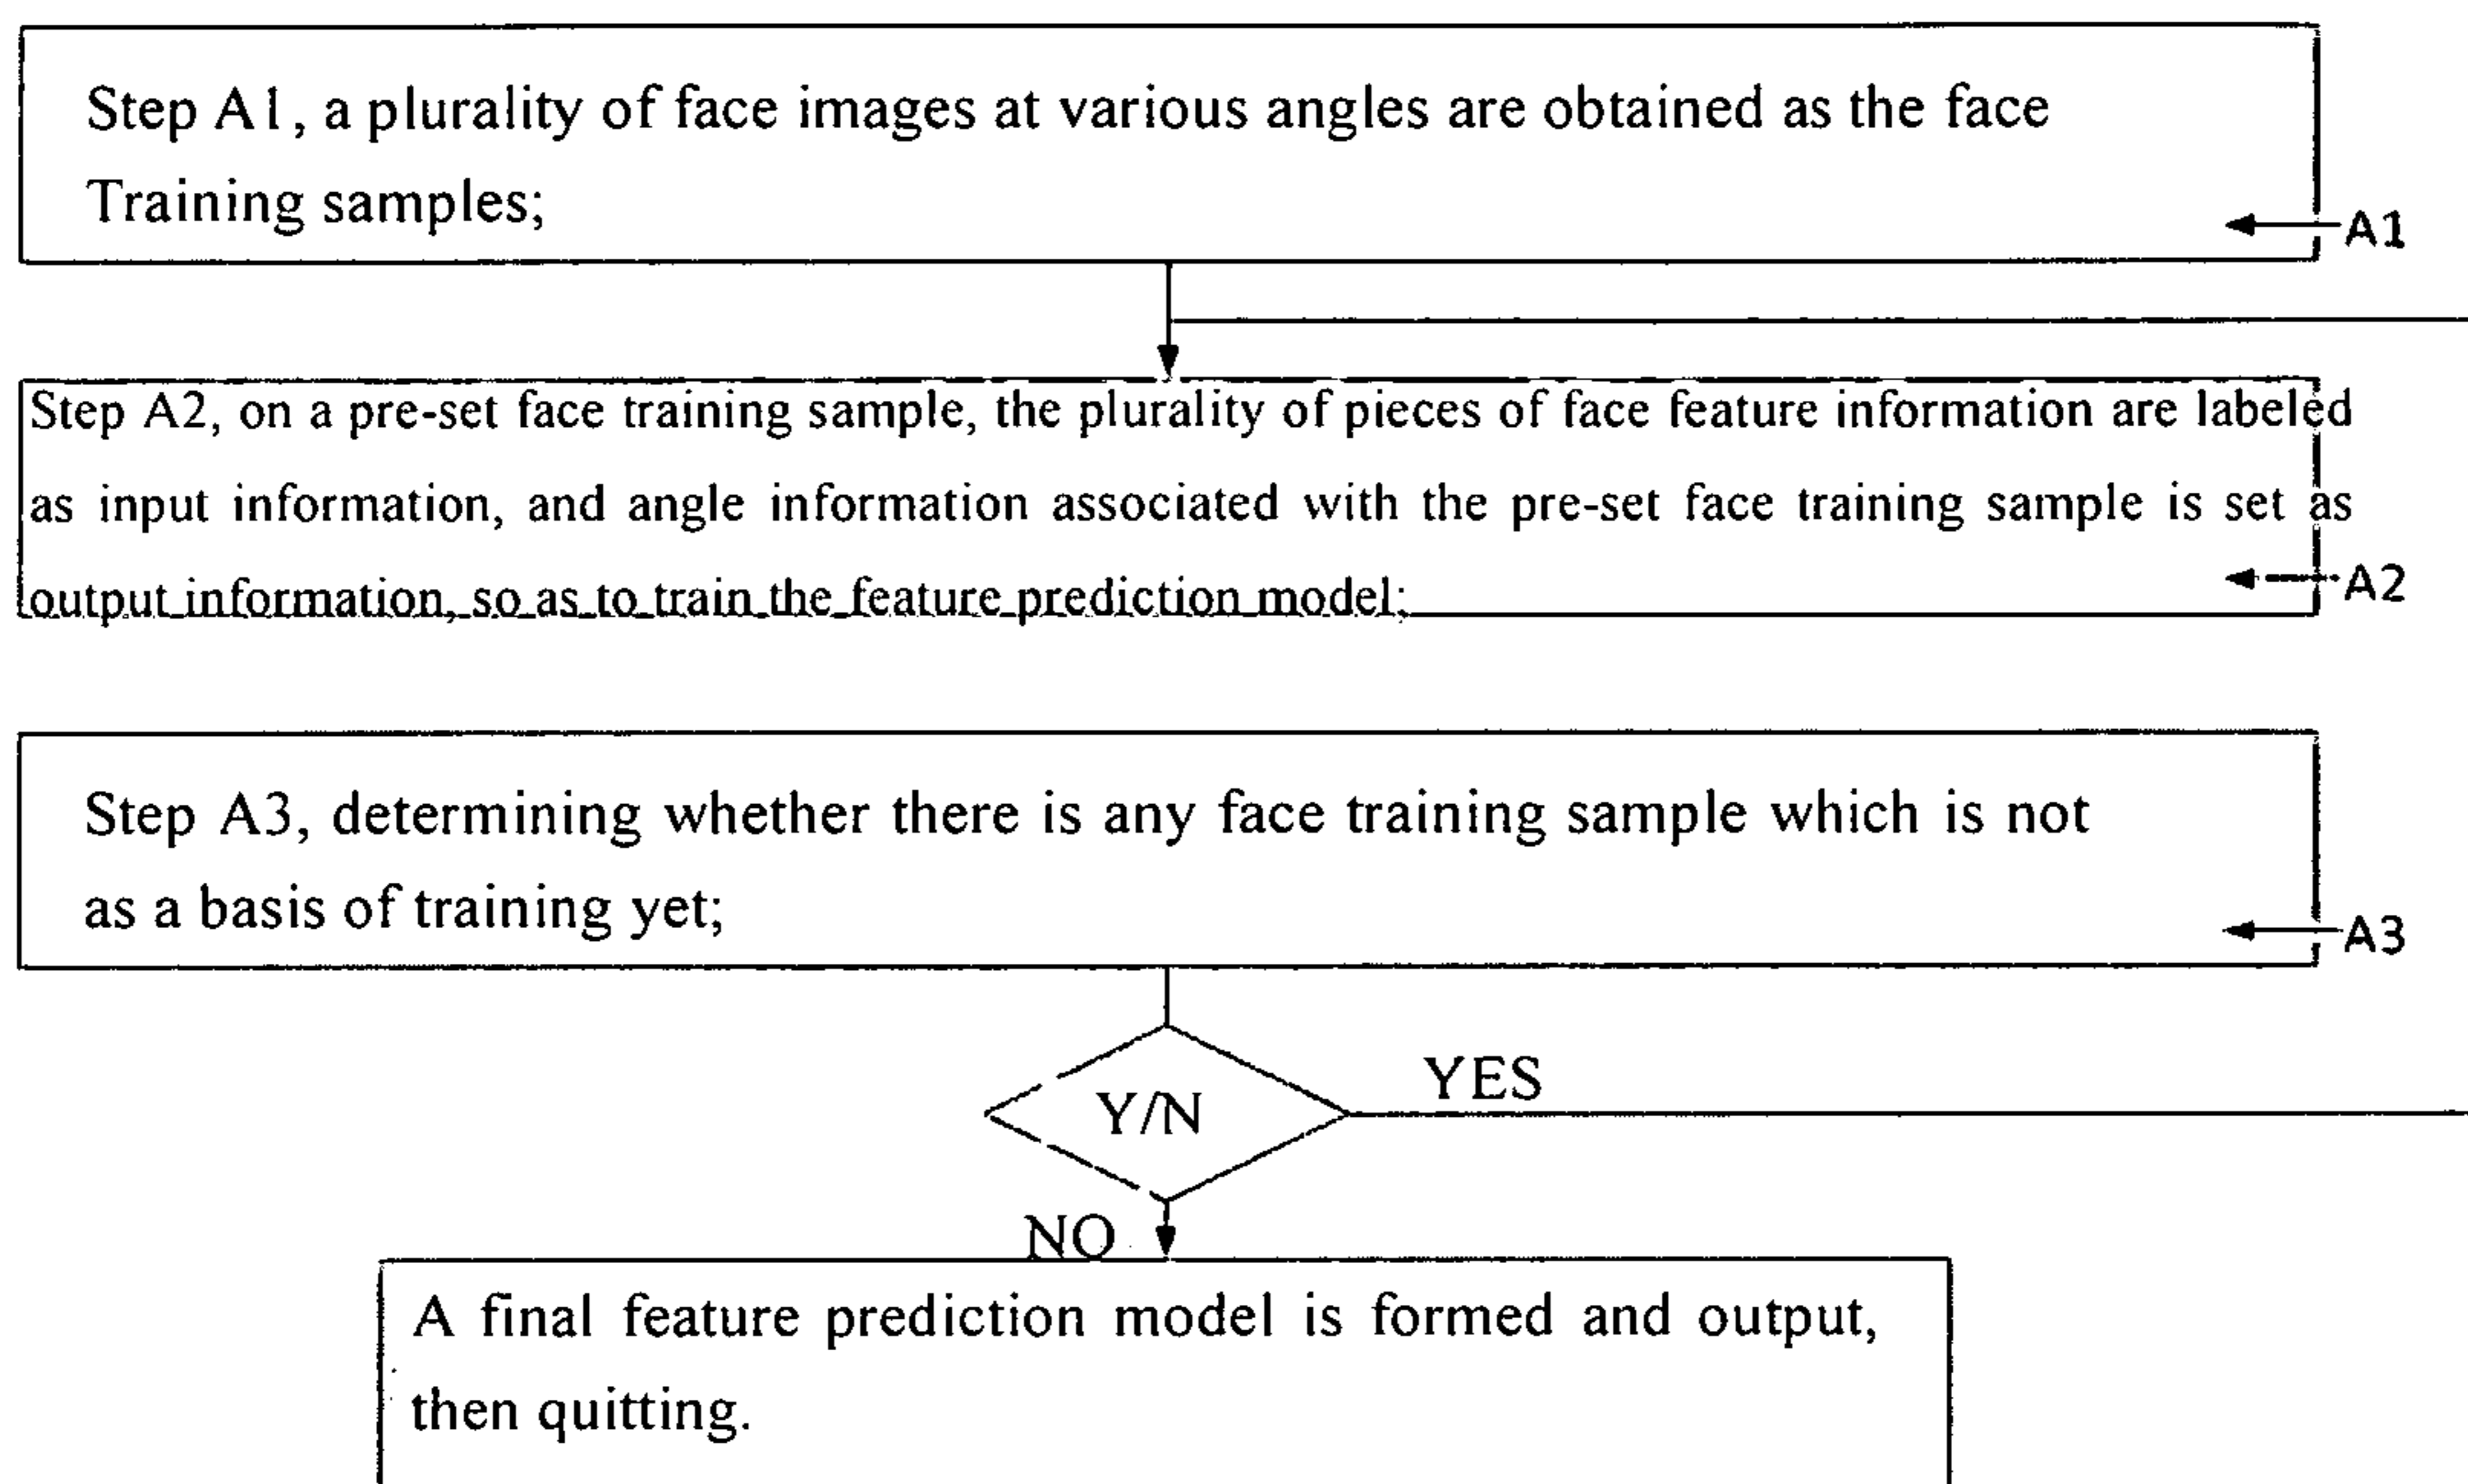 Step A1, a plurality of face images at various angles are obtained as the face
Training samples;
A1
Step A2, on a pre-set face training sample, the plurality of pieces of face feature information are labeled
as input information, and angle information associated with the pre-set face training sample is set as
output information, so as to train the feature prediction model;
A2
Step A3, determining whether there is any face training sample which is not
as a basis of training yet;
A3
YES
Y/N
NO
A final feature prediction model is formed and output,
then quitting.